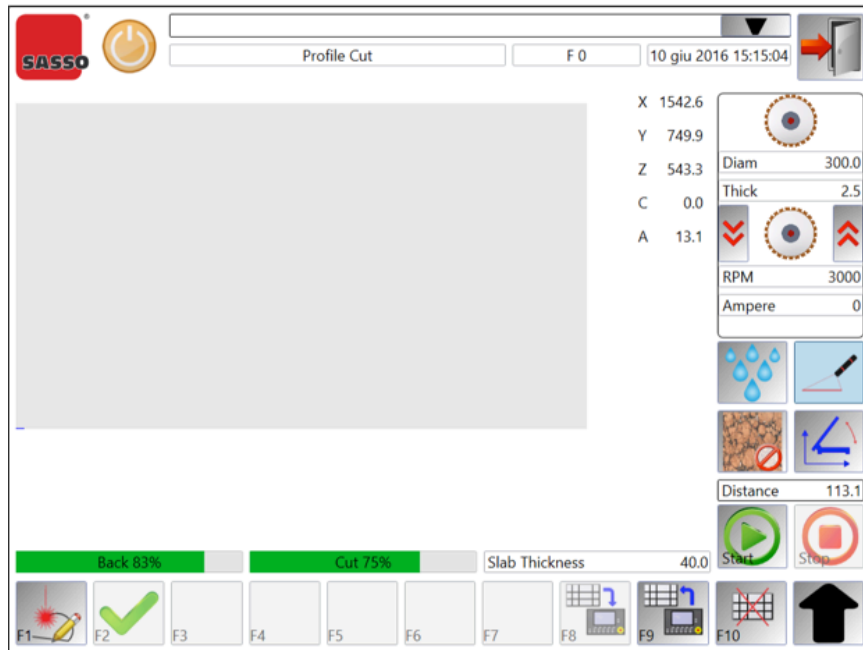 SASSO®
Profile Cut
F 0
10 giu 2016 15:15:04
X 1542.6
Y 749.9
Z 543.3
C 0.0
A 13.1
Diam 300.0
Thick 2.5
RPM 3000
Ampere 0
Distance 113.1
Start
Stop
Back 83%
Cut 75%
Slab Thickness 40.0
F1
F2
F3
F4
F5
F6
F7
F8
F9
F10